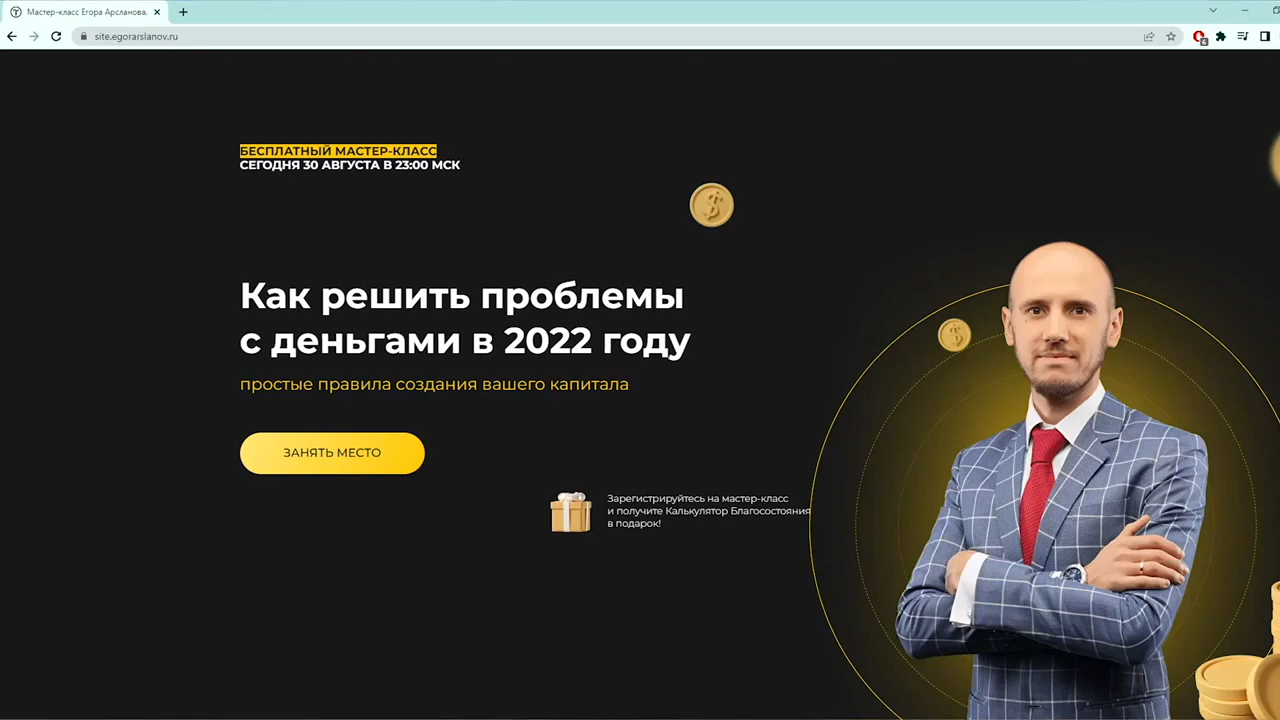 Мастер-класс Егора Арсланова.
site.egorarslanov.ru
БЕСПЛАТНЫЙ МАСТЕР-КЛАСС
СЕГОДНЯ 30 АВГУСТА В 23:00 МСК
Как решить проблемы
с деньгами в 2022 году
простые правила создания вашего капитала
ЗАНЯТЬ МЕСТО
Зарегистрируйтесь на мастер-класс
и получите Калькулятор Благосостояния
в подарок!